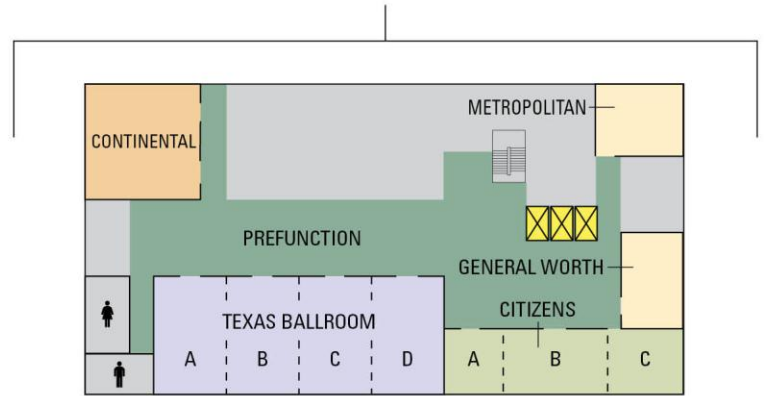 METROPOLITAN
CONTINENTAL
PREFUNCTION
GENERAL WORTH
CITIZENS
TEXAS BALLROOM
A B C D A B C